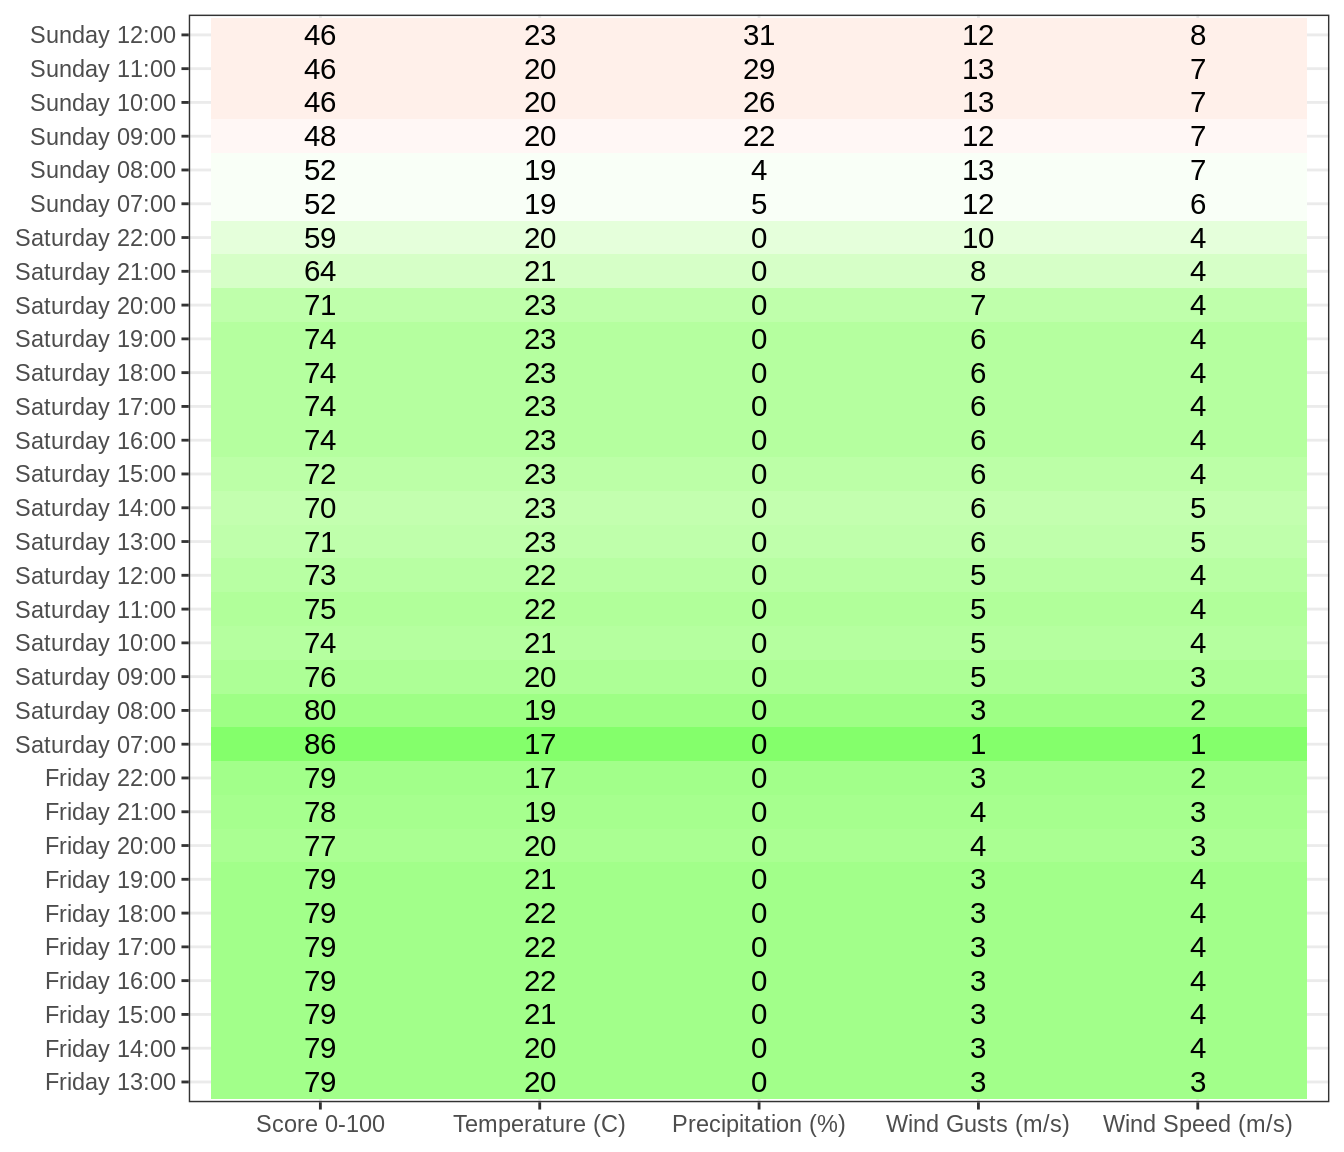 Sunday 12:00 46 23 31 12 8
Sunday 11:00 46 20 29 13 7
Sunday 10:00 46 20 26 13 7
Sunday 09:00 48 20 22 12 7
Sunday 08:00 52 19 4 13 7
Sunday 07:00 52 19 5 12 6
Saturday 22:00 59 20 0 10 4
Saturday 21:00 64 21 0 8 4
Saturday 20:00 71 23 0 7 4
Saturday 19:00 74 23 0 6 4
Saturday 18:00 74 23 0 6 4
Saturday 17:00 74 23 0 6 4
Saturday 16:00 74 23 0 6 4
Saturday 15:00 72 23 0 6 4
Saturday 14:00 70 23 0 6 5
Saturday 13:00 71 23 0 6 5
Saturday 12:00 73 22 0 5 4
Saturday 11:00 75 22 0 5 4
Saturday 10:00 74 21 0 5 4
Saturday 09:00 76 20 0 5 3
Saturday 08:00 80 19 0 3 2
Saturday 07:00 86 17 0 1 1
Friday 22:00 79 17 0 3 2
Friday 21:00 78 19 0 4 3
Friday 20:00 77 20 0 4 3
Friday 19:00 79 21 0 3 4
Friday 18:00 79 22 0 3 4
Friday 17:00 79 22 0 3 4
Friday 16:00 79 22 0 3 4
Friday 15:00 79 21 0 3 4
Friday 14:00 79 20 0 3 4
Friday 13:00 79 20 0 3 3
Score 0-100 Temperature (C) Precipitation (%) Wind Gusts (m/s) Wind Speed (m/s)